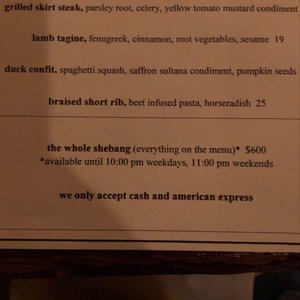 grilled skirt steak, parsley root, celery, yellow tomato mustard condiment
lamb tagine, fenugreek, cinnamon, root vegetables, sesame 19
duck confit, spaghetti squash, saffron sultana condiment, pumpkin seeds
braised short rib, beet infused pasta, horseradish 25
the whole shebang (everything on the menu)* $600
*available until 10:00 pm weekdays, 11:00 pm weekends
we only accept cash and american express